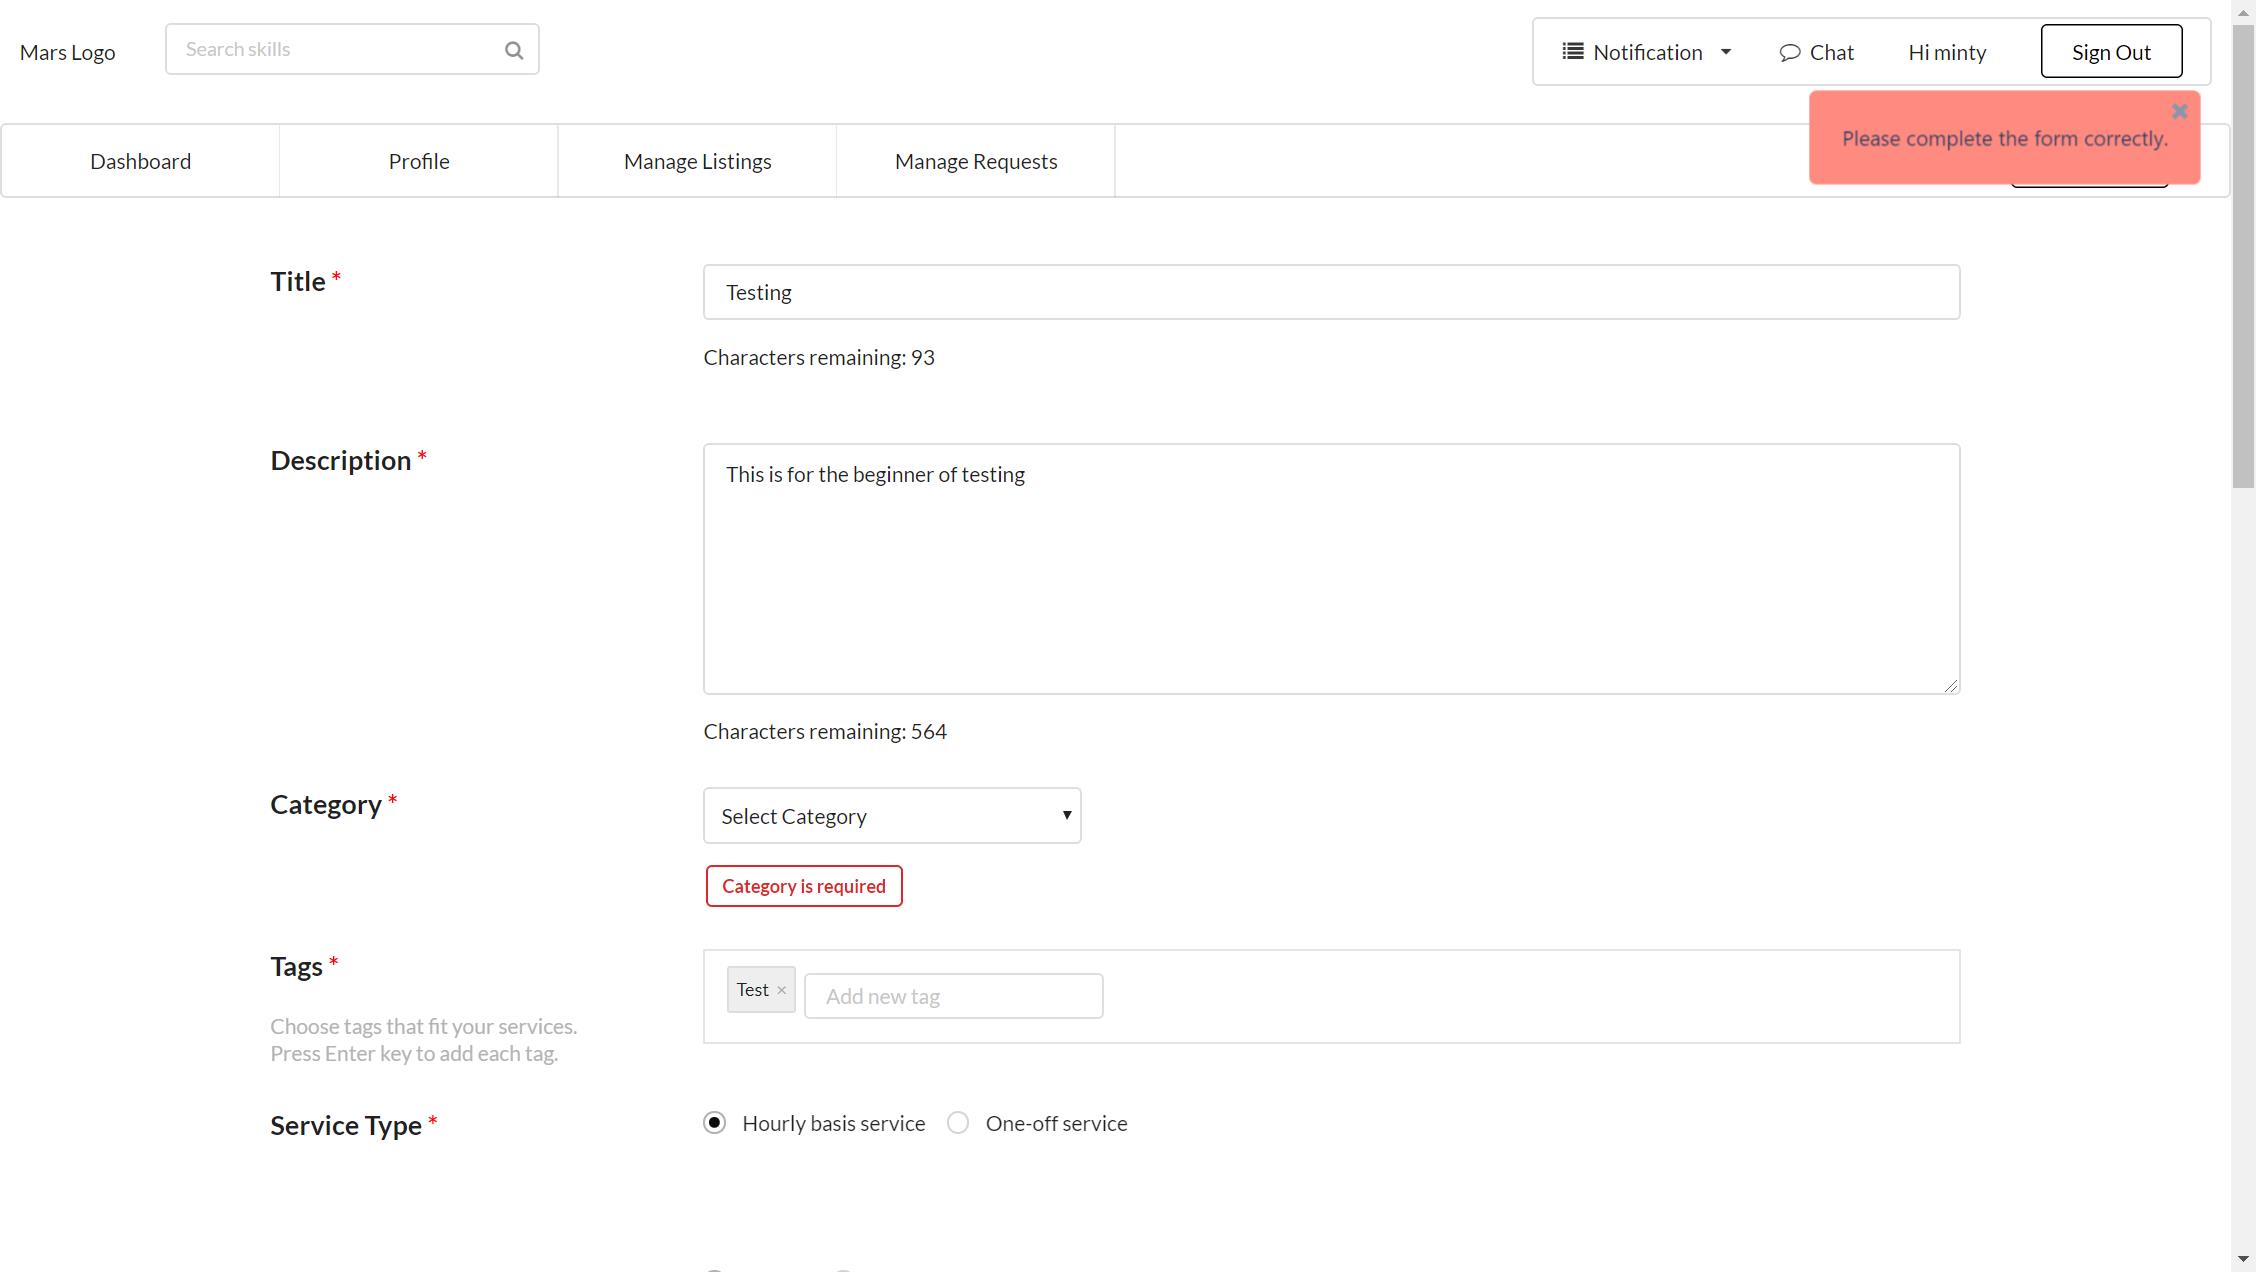 Mars Logo
Search skills
Notification
Chat
Hi minty
Sign Out
Please complete the form correctly.
Dashboard
Profile
Manage Listings
Manage Requests
Title *
Testing
Characters remaining: 93
Description *
This is for the beginner of testing
Characters remaining: 564
Category *
Select Category
Category is required
Tags *
Test ×
Add new tag
Choose tags that fit your services.
Press Enter key to add each tag.
Service Type *
Hourly basis service
One-off service